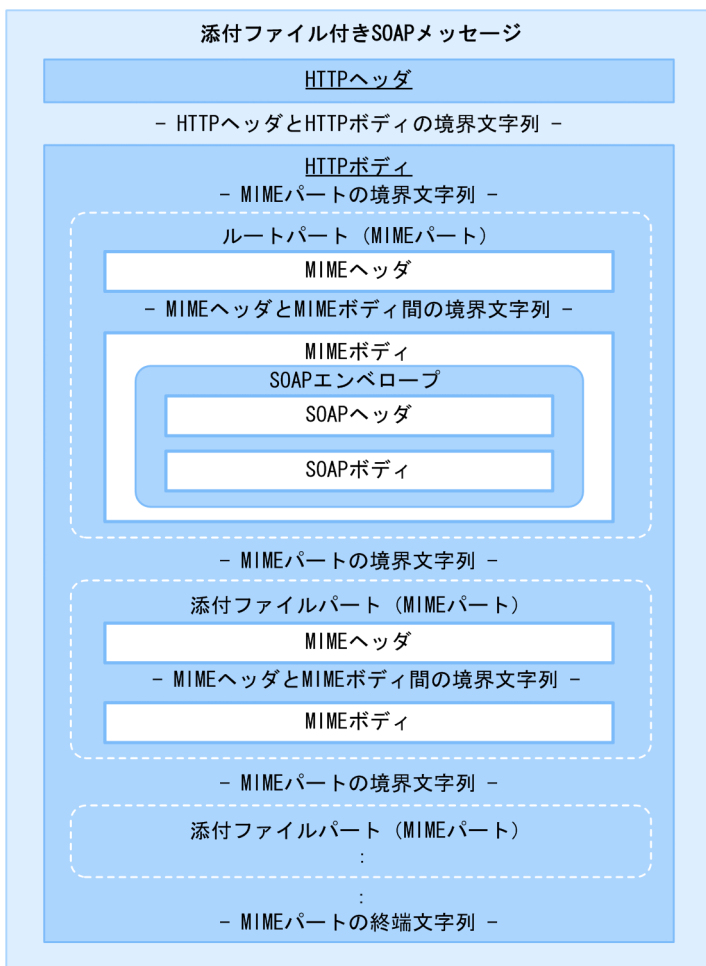 添付ファイル付きSOAPメッセージ
HTTPヘッダ
- HTTPヘッダとHTTPボディの境界文字列 -
HTTPボディ
- MIMEパートの境界文字列 -
ルートパート（MIMEパート）
MIMEヘッダ
- MIMEヘッダとMIMEボディ間の境界文字列 -
MIMEボディ
SOAPエンベロープ
SOAPヘッダ
SOAPボディ
- MIMEパートの境界文字列 -
添付ファイルパート（MIMEパート）
MIMEヘッダ
- MIMEヘッダとMIMEボディ間の境界文字列 -
MIMEボディ
- MIMEパートの境界文字列 -
添付ファイルパート（MIMEパート）
:
:
- MIMEパートの終端文字列 -